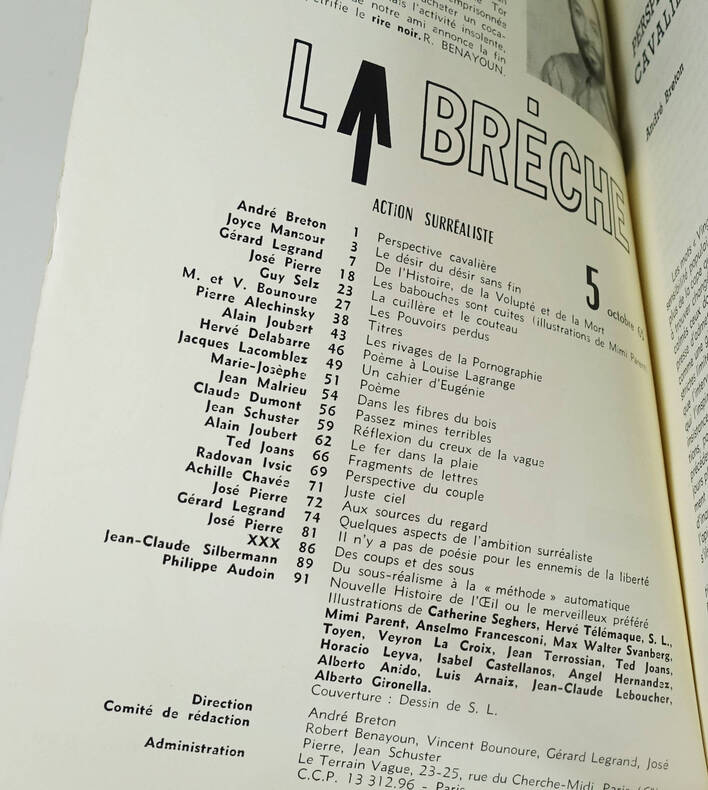 emprisonnée
acheter un coca-
mais l'activité insolente,
notre ami annonce la fin
le rire noir. R. BENAYOUN.
LA BRÈCHE
ACTION SURRÉALISTE
5 octobre
André Breton 1 Perspective cavalière
Joyce Mansour 3 Le désir du désir sans fin
Gérard Legrand 7 De l'Histoire, de la Volupté et de la Mort
José Pierre 18 Les babouches sont cuites (illustrations de Mimi Parent)
Guy Selz 23 La cuillère et le couteau
M. et V. Bounoure 27 Les Pouvoirs perdus
Pierre Alechinsky 38 Titres
Alain Joubert 43 Les rivages de la Pornographie
Hervé Delabarre 46 Poème à Louise Lagrange
Jacques Lacomblez 49 Un cahier d'Eugénie
Marie-Josèphe 51 Poème
Jean Malrieu 54 Dans les fibres du bois
Claude Dumont 56 Passez mines terribles
Jean Schuster 59 Réflexion du creux de la vague
Alain Joubert 62 Le fer dans la plaie
Ted Joans 66 Fragments de lettres
Radovan Ivsic 69 Perspective du couple
Achille Chavée 71 Juste ciel
José Pierre 72 Aux sources du regard
Gérard Legrand 74 Quelques aspects de l'ambition surréaliste
José Pierre 81 Il n'y a pas de poésie pour les ennemis de la liberté
XXX 86 Des coups et des sous
Jean-Claude Silbermann 89 Du sous-réalisme à la « méthode » automatique
Philippe Audoin 91 Nouvelle Histoire de l'Œil ou le merveilleux préféré
Illustrations de Catherine Seghers, Hervé Télémaque, S. L.,
Mimi Parent, Anselmo Francesconi, Max Walter Svanberg,
Toyen, Veyron La Croix, Jean Terrossian, Ted Joans,
Horacio Leyva, Isabel Castellanos, Angel Hernandez,
Alberto Anido, Luis Arnaiz, Jean-Claude Leboucher,
Alberto Gironella.
Couverture : Dessin de S. L.
Direction André Breton
Comité de rédaction Robert Benayoun, Vincent Bounoure, Gérard Legrand, José
Pierre, Jean Schuster
Administration Le Terrain Vague, 23-25, rue du Cherche-Midi, Paris
C.C.P. 13 312.96 - Paris
CAVALIÈ
André Breton